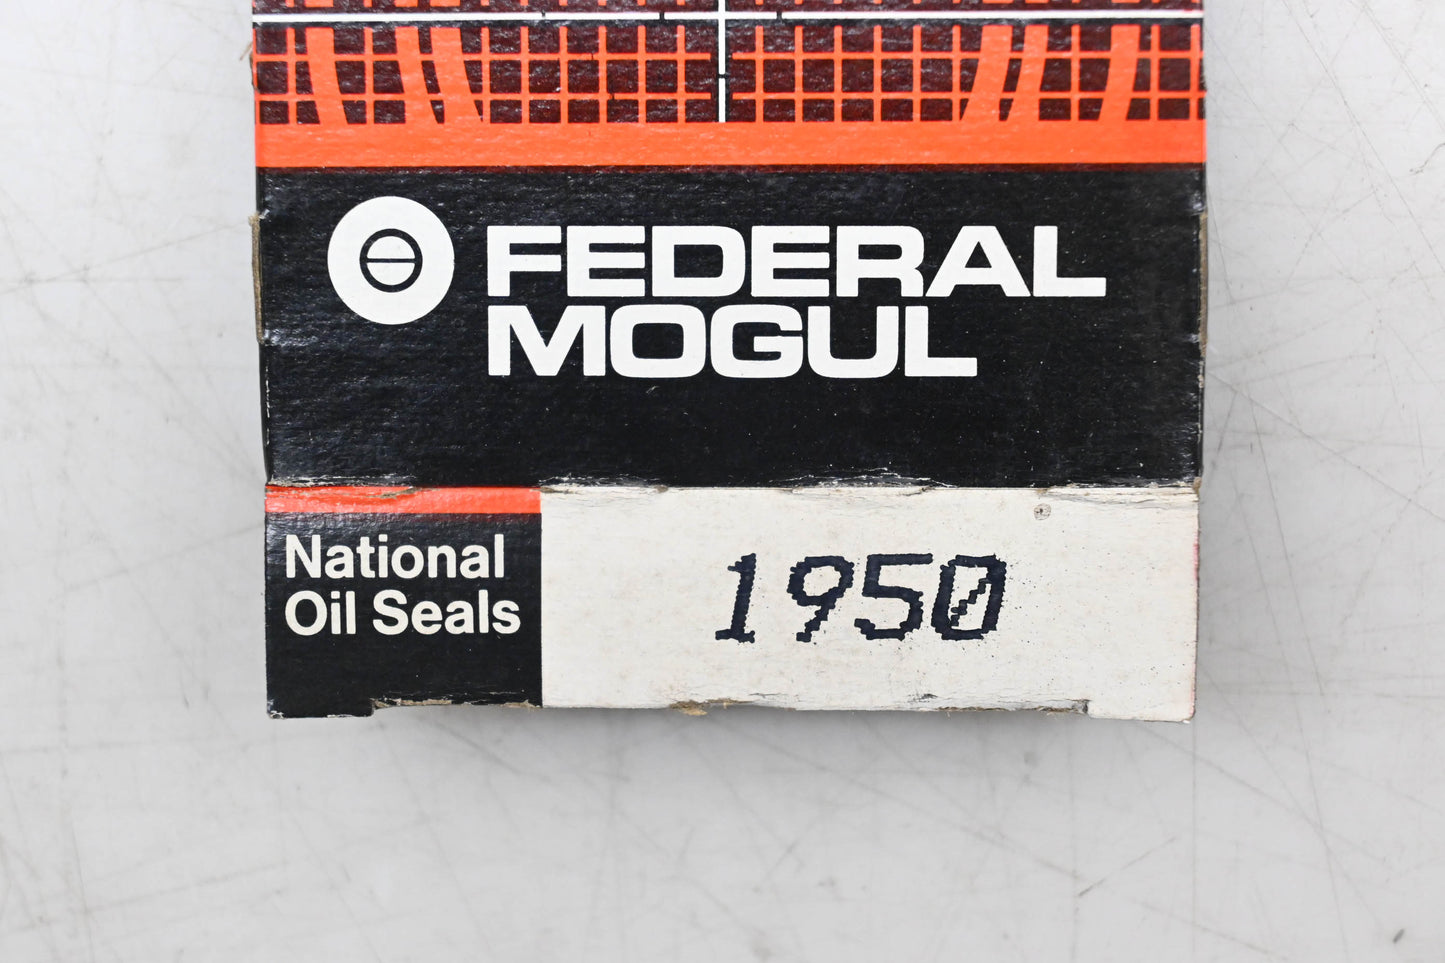 FEDERAL
MOGUL
National
Oil Seals
1950